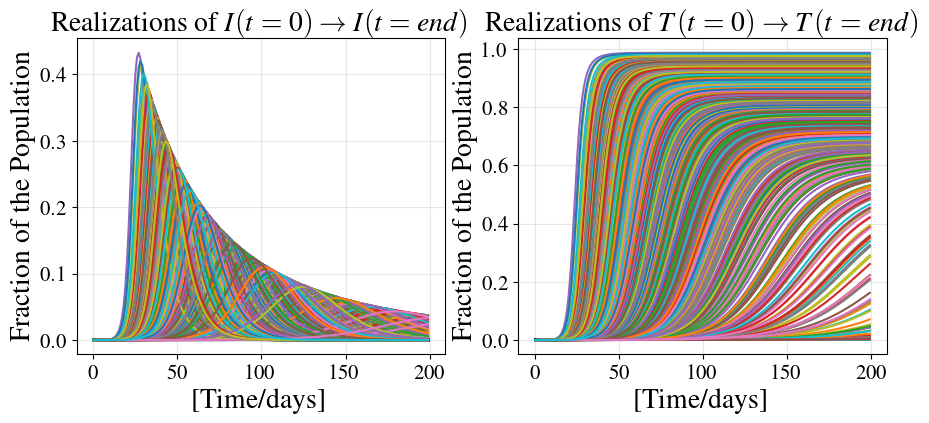 Realizations of I(t = 0) → I(t = end)
Fraction of the Population
0.4
0.3
0.2
0.1
0.0
0 50 100 150 200
[Time/days]
Realizations of T(t = 0) → T(t = end)
Fraction of the Population
1.0
0.8
0.6
0.4
0.2
0.0
0 50 100 150 200
[Time/days]